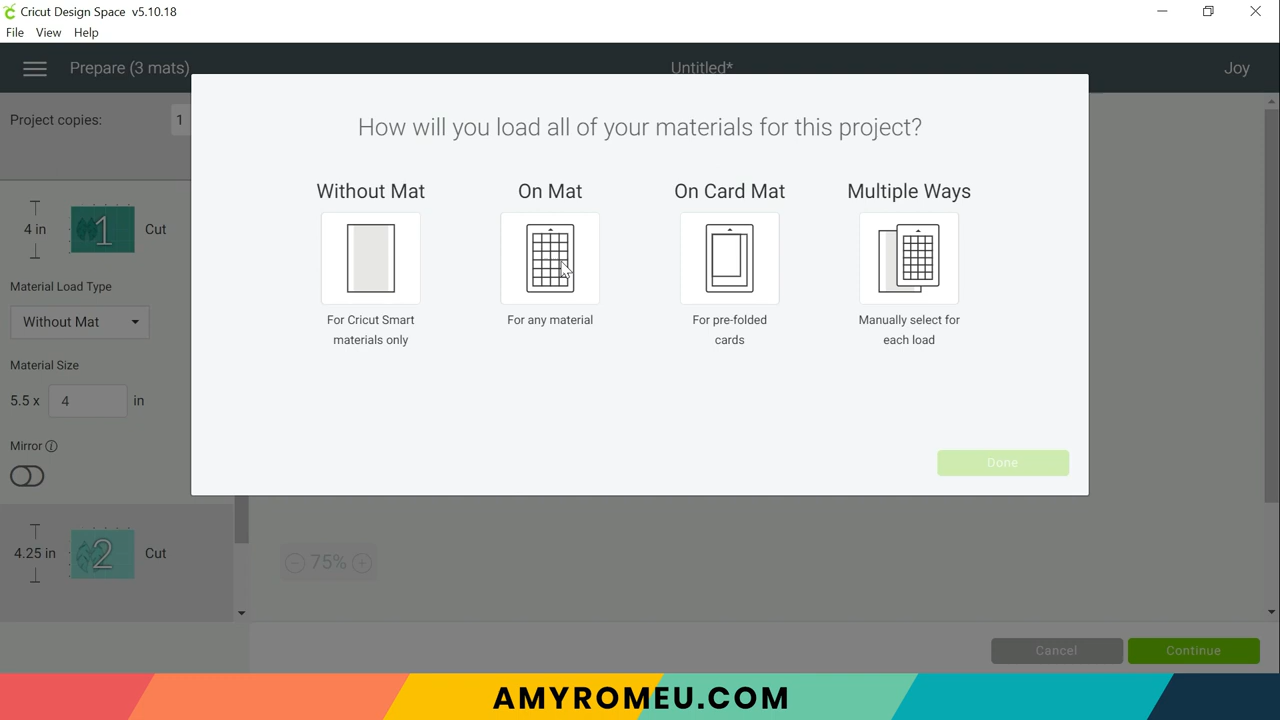 Cricut Design Space v5.10.18
File View Help
Prepare (3 mats) Untitled* Joy
Project copies: 1
4 in 1 Cut
Material Load Type
Without Mat
Material Size
5.5 x 4 in
Mirror
4.25 in 2 Cut
How will you load all of your materials for this project?
Without Mat On Mat On Card Mat Multiple Ways
For Cricut Smart For any material For pre-folded Manually select for
materials only cards each load
Done
75%
Cancel Continue
AMYROMEU.COM